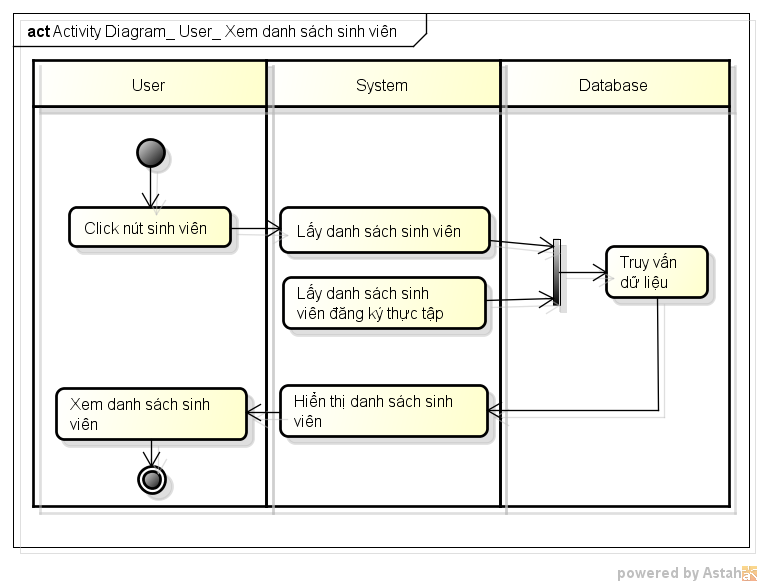 act Activity Diagram_ User_ Xem danh sách sinh viên
User
System
Database
Click nút sinh viên
Lấy danh sách sinh viên
Truy vấn
dữ liệu
Lấy danh sách sinh
viên đăng ký thực tập
Xem danh sách sinh
viên
Hiển thị danh sách sinh
viên
powered by Astah